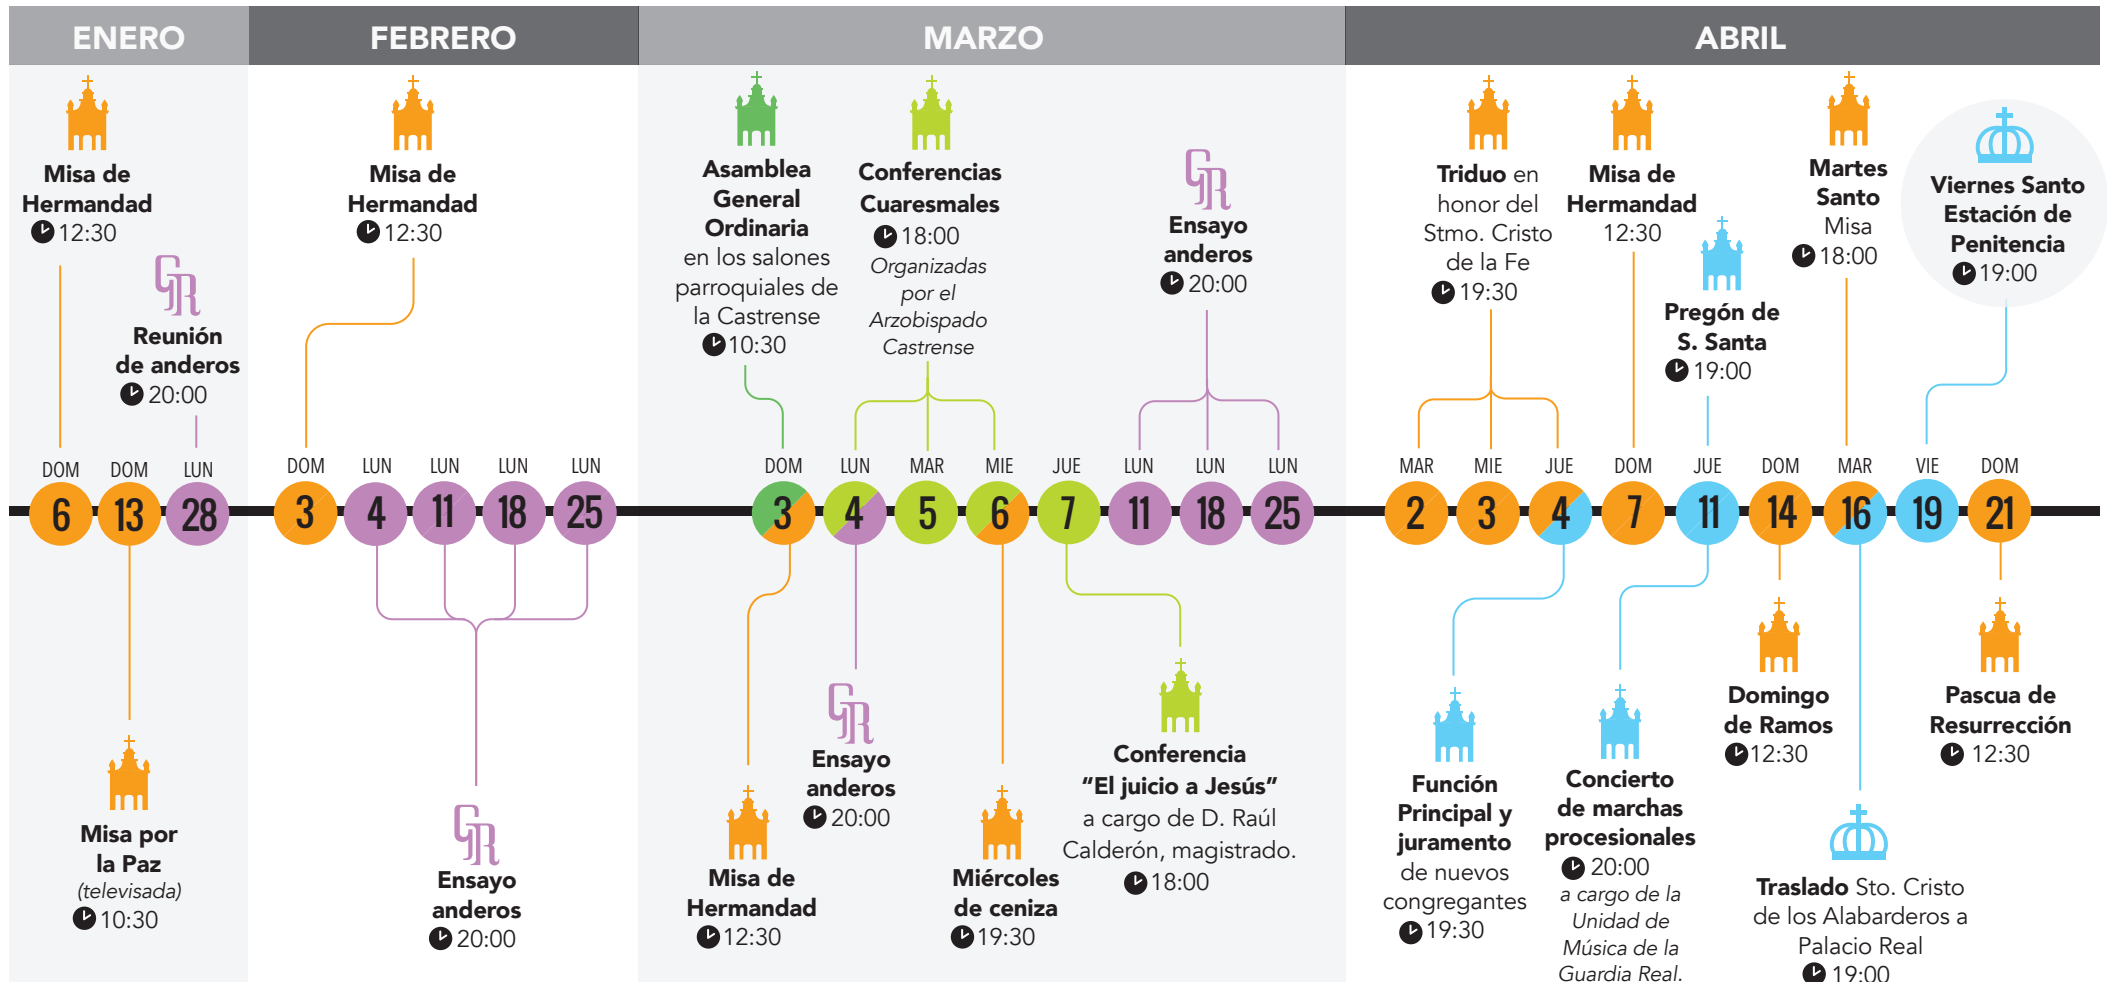 ENERO
FEBRERO
MARZO
ABRIL
Misa de
Hermandad
12:30
Reunión
de anderos
20:00
Misa de
Hermandad
12:30
Asamblea
General
Ordinaria
en los salones
parroquiales de
la Castrense
10:30
Conferencias
Cuaresmales
18:00
Organizadas
por el
Arzobispado
Castrense
GR
Ensayo
anderos
20:00
Triduo en
honor del
Stmo. Cristo
de la Fe
19:30
Misa de
Hermandad
12:30
Pregón de
S. Santa
19:00
Martes
Santo
Misa
18:00
Viernes Santo
Estación de
Penitencia
19:00
GR
DOM DOM LUN DOM LUN LUN LUN LUN DOM LUN MAR MIE JUE LUN LUN LUN MAR MIE JUE DOM JUE DOM MAR VIE DOM
6 13 28 3 4 11 18 25 3 4 5 6 7 11 18 25 2 3 4 7 11 14 16 19 21
Misa por
la Paz
(televisada)
10:30
GR
Ensayo
anderos
20:00
Misa de
Hermandad
12:30
GR
Ensayo
anderos
20:00
Miércoles
de ceniza
19:30
Conferencia
“El juicio a Jesús”
a cargo de D. Raúl
Calderón, magistrado.
18:00
Función
Principal y
juramento
de nuevos
congregantes
19:30
Concierto
de marchas
procesionales
20:00
a cargo de la
Unidad de
Música de la
Guardia Real.
Domingo
de Ramos
12:30
Traslado Sto. Cristo
de los Alabarderos a
Palacio Real
19:00
Pascua de
Resurrección
12:30